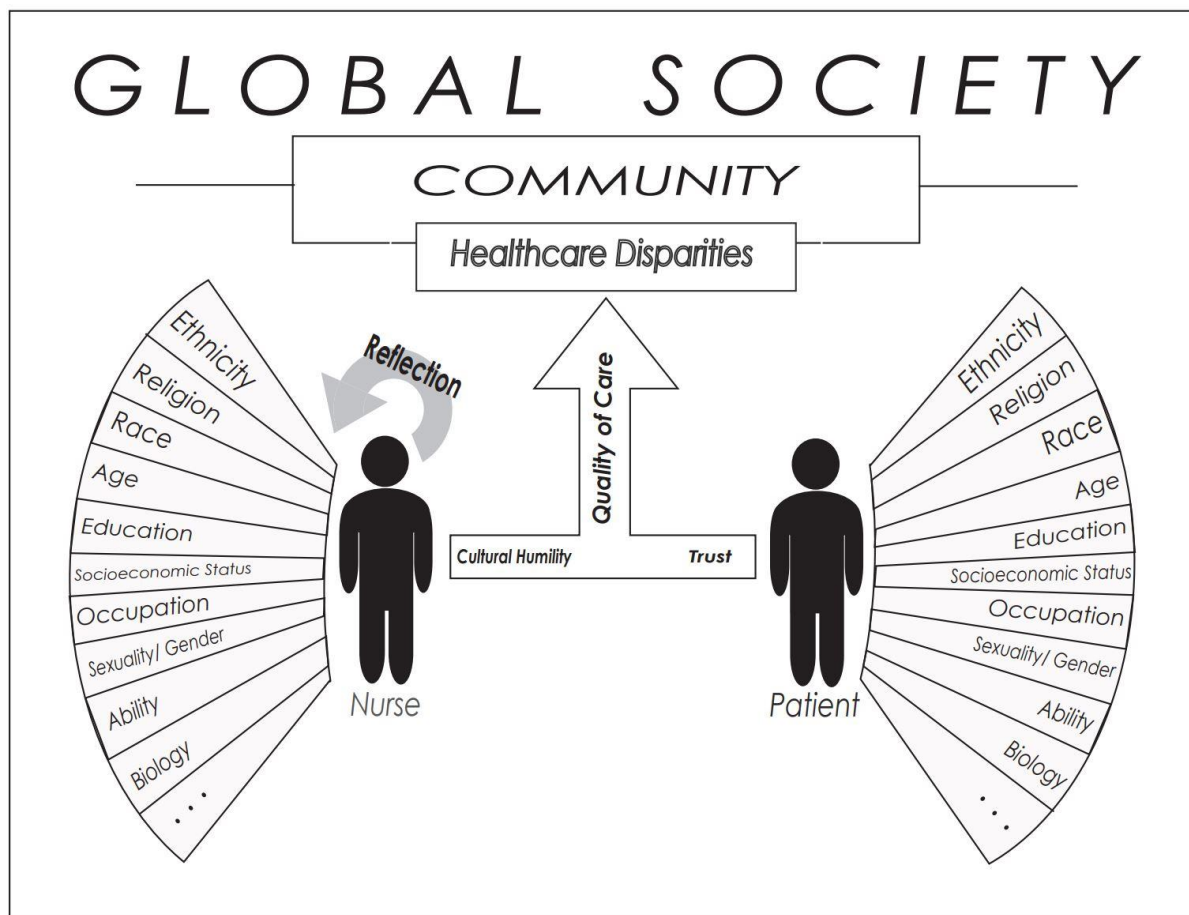 GLOBAL SOCIETY
COMMUNITY
Healthcare Disparities
Ethnicity
Religion
Race
Age
Education
Socioeconomic Status
Occupation
Sexuality/ Gender
Ability
Biology
...
Reflection
Nurse
Quality of Care
Cultural Humility
Trust
Patient
Ethnicity
Religion
Race
Age
Education
Socioeconomic Status
Occupation
Sexuality/ Gender
Ability
Biology
...